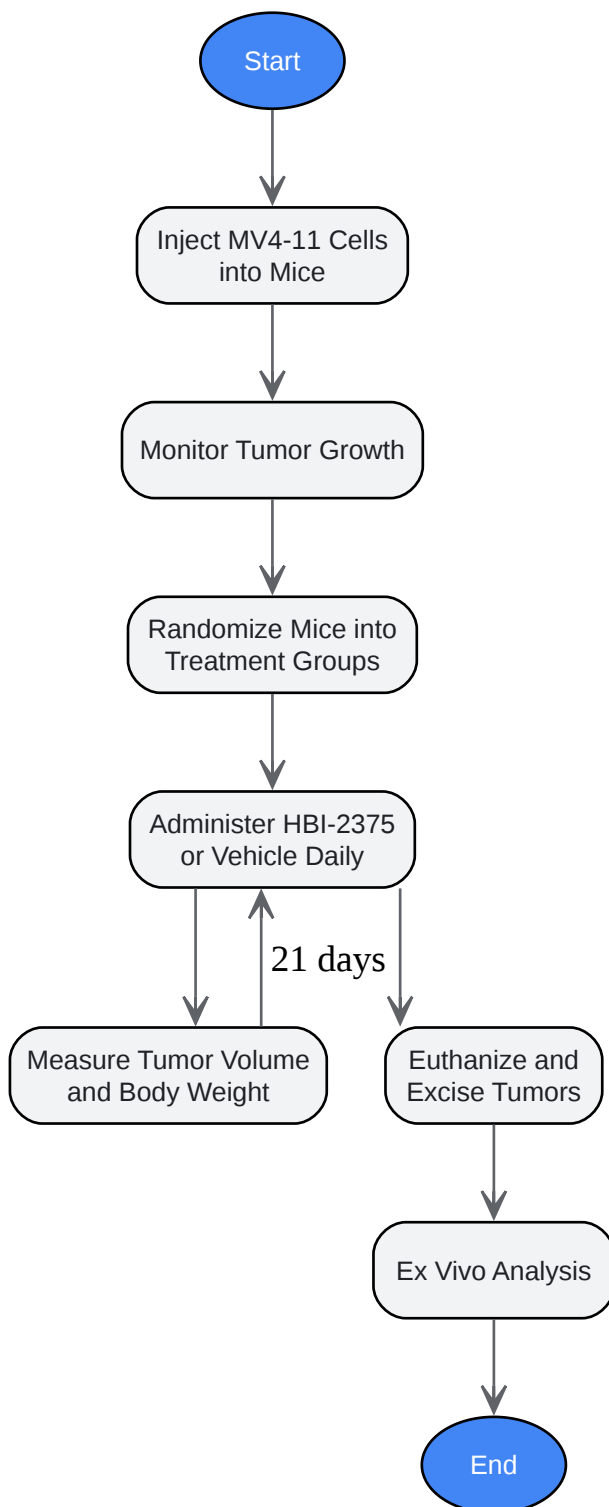 Start
Inject MV4-11 Cells
into Mice
Monitor Tumor Growth
Randomize Mice into
Treatment Groups
Administer HBI-2375
or Vehicle Daily
21 days
Measure Tumor Volume
and Body Weight
Euthanize and
Excise Tumors
Ex Vivo Analysis
End